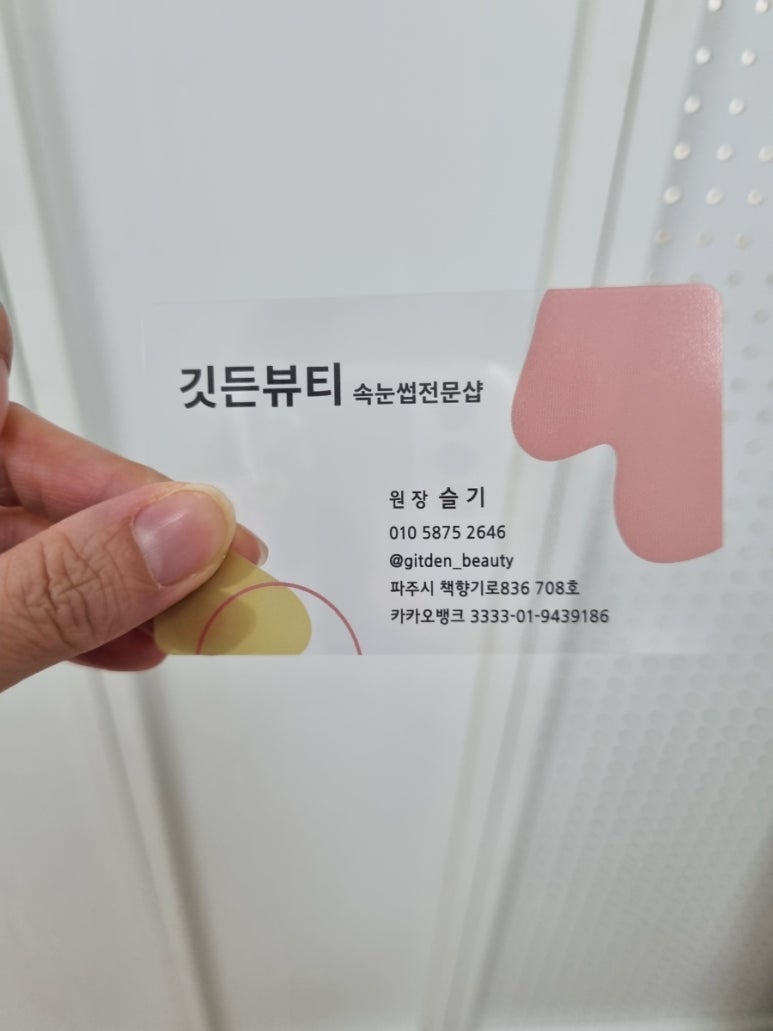 깃든뷰티 속눈썹전문샵
원장 슬기
010 5875 2646
@gitden_beauty
파주시 책향기로836 708호
카카오뱅크 3333-01-9439186